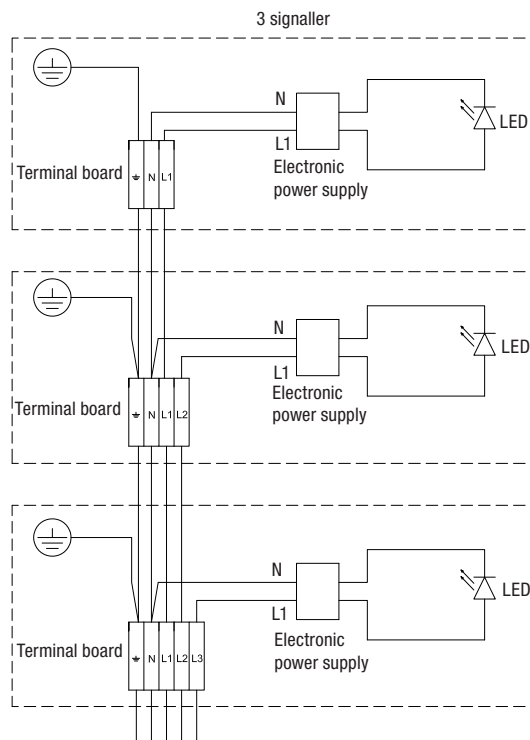 3 signaller
N
LED
L1
Terminal board
N L1
Electronic
power supply
N
LED
L1
Terminal board
N L1 L2
Electronic
power supply
N
LED
L1
Terminal board
N L1 L2 L3
Electronic
power supply